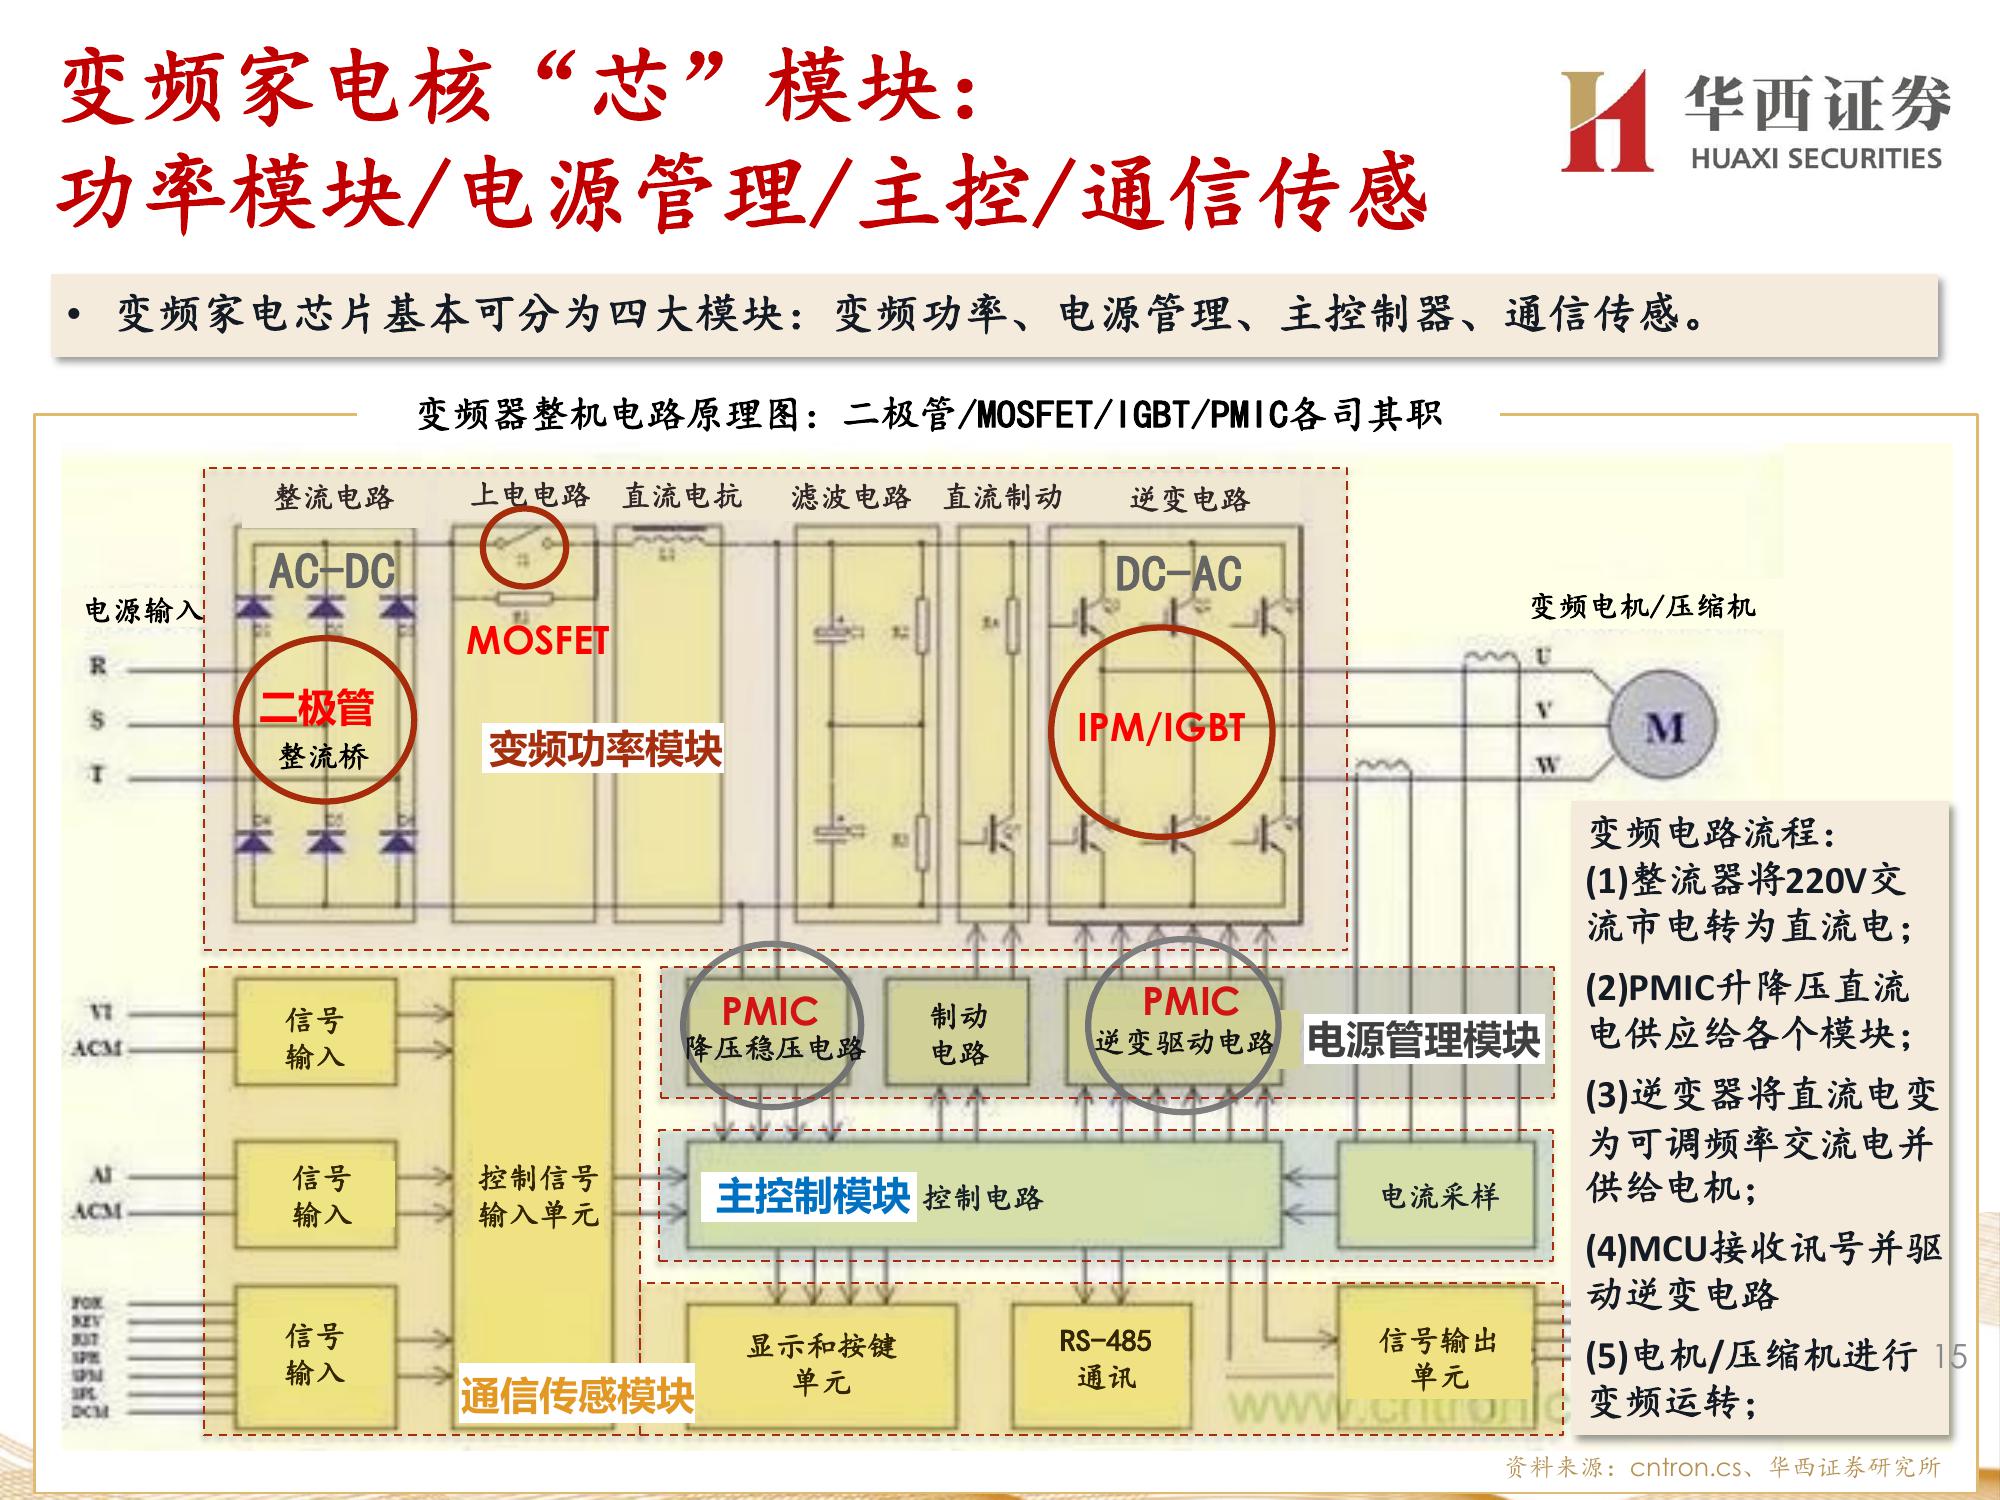 变频家电核“芯”模块:
功率模块/电源管理/主控/通信传感
华西证券
HUAXI SECURITIES
• 变频家电芯片基本可分为四大模块: 变频功率、电源管理、主控制器、通信传感。
变频器整机电路原理图: 二极管/MOSFET/IGBT/PMIC各司其职
整流电路
上电电路
直流电抗
滤波电路
直流制动
逆变电路
AC-DC
DC-AC
电源输入
变频电机/压缩机
MOSFET
R
S
T
二极管
整流桥
变频功率模块
IPM/IGBT
U
V
W
M
变频电路流程:
(1)整流器将220V交
流市电转为直流电;
(2)PMIC升降压直流
电供应给各个模块;
(3)逆变器将直流电变
为可调频率交流电并
供给电机;
(4)MCU接收讯号并驱
动逆变电路
(5)电机/压缩机进行
变频运转;
VI
ACM
信号
输入
PMIC
降压稳压电路
制动
电路
PMIC
逆变驱动电路
电源管理模块
AI
ACM
信号
输入
控制信号
输入单元
主控制模块
控制电路
电流采样
信号
输入
通信传感模块
显示和按键
单元
RS-485
通讯
信号输出
单元
15
资料来源: cntron.cs、华西证券研究所